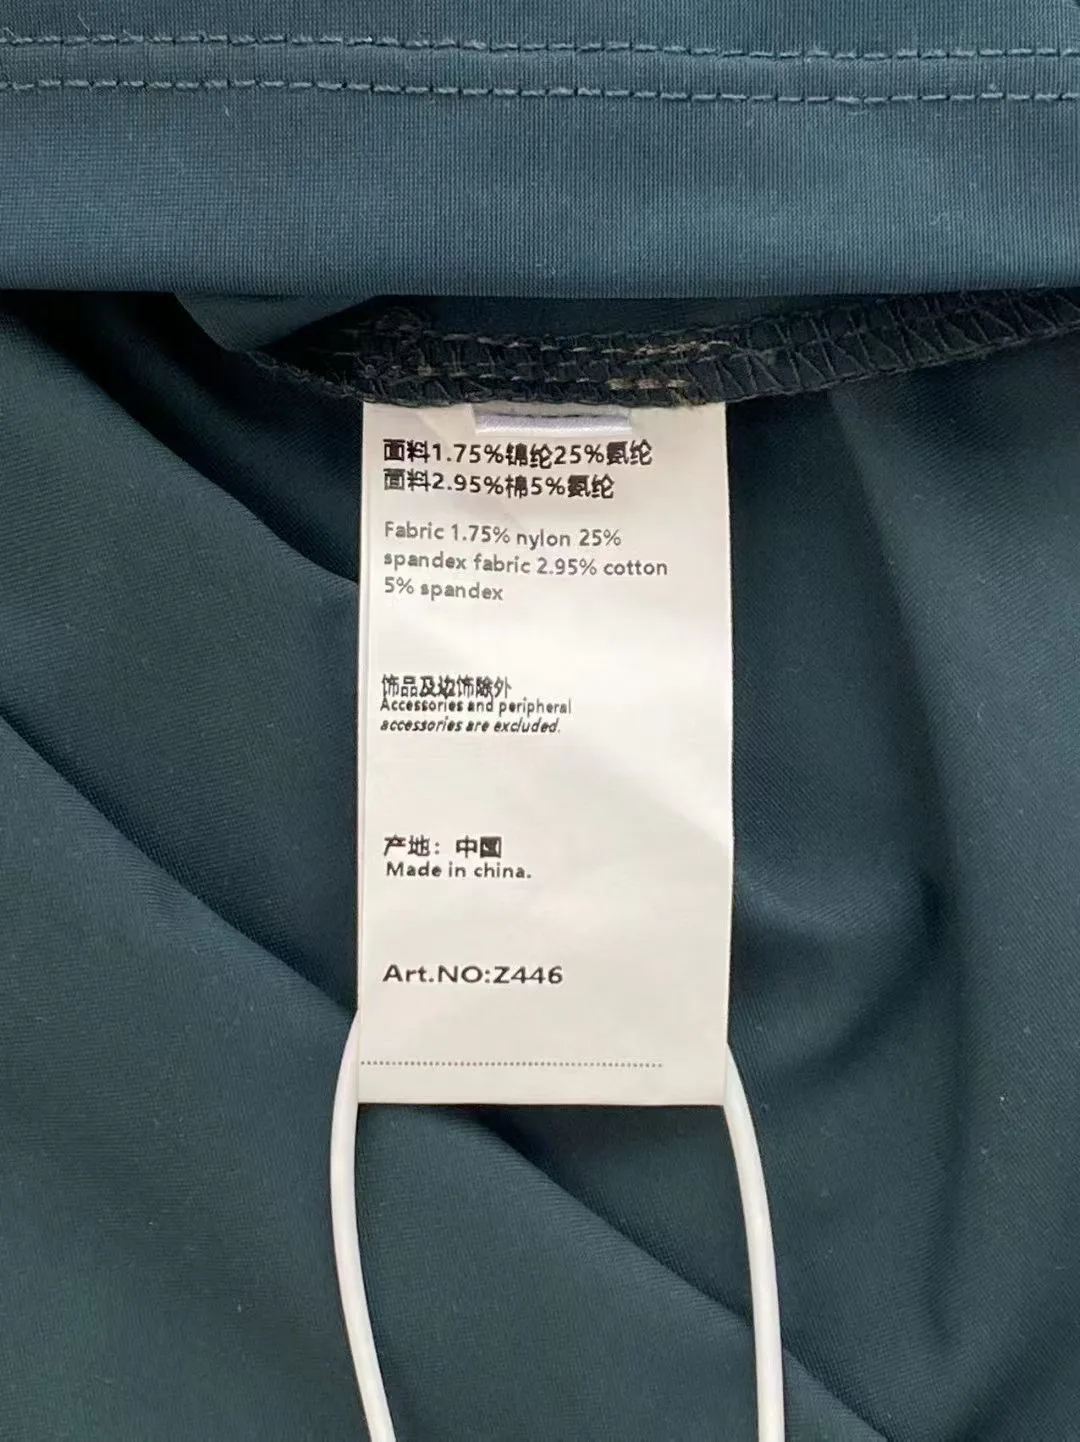 面料1.75%锦纶25%氨纶
面料2.95%棉5%氨纶
Fabric 1.75% nylon 25%
spandex fabric 2.95% cotton
5% spandex
饰品及边饰除外
Accessories and peripheral
accessories are excluded.
产地：中国
Made in china.
Art.NO:Z446